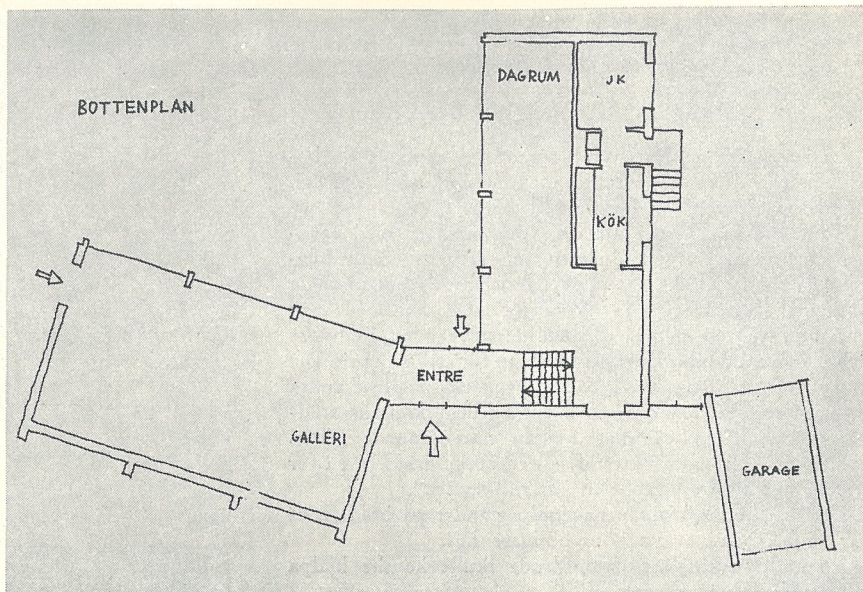 BOTTENPLAN
DAGRUM
JK
KÖK
ENTRE
GALLERI
GARAGE